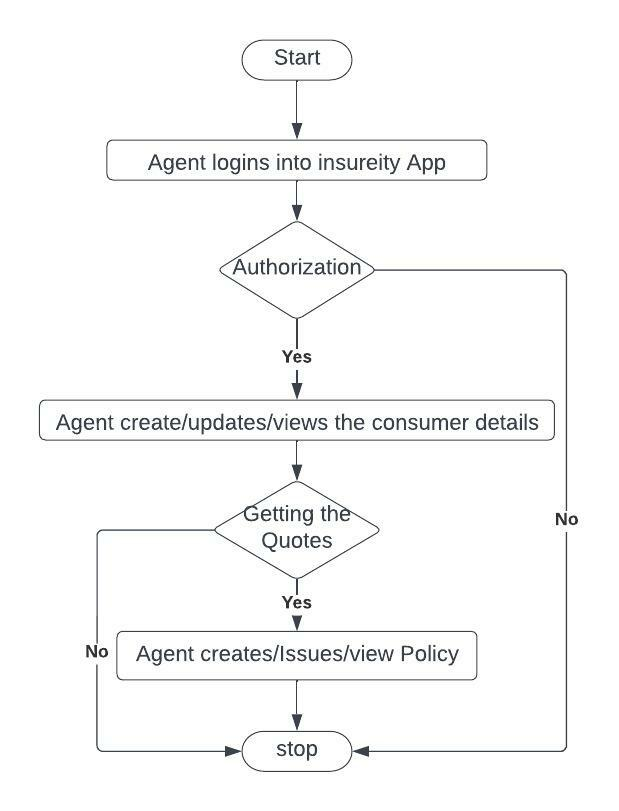 Start
Agent logins into insureity App
Authorization
Yes
Agent create/updates/views the consumer details
Getting the
Quotes
No
Yes
No
Agent creates/Issues/view Policy
stop